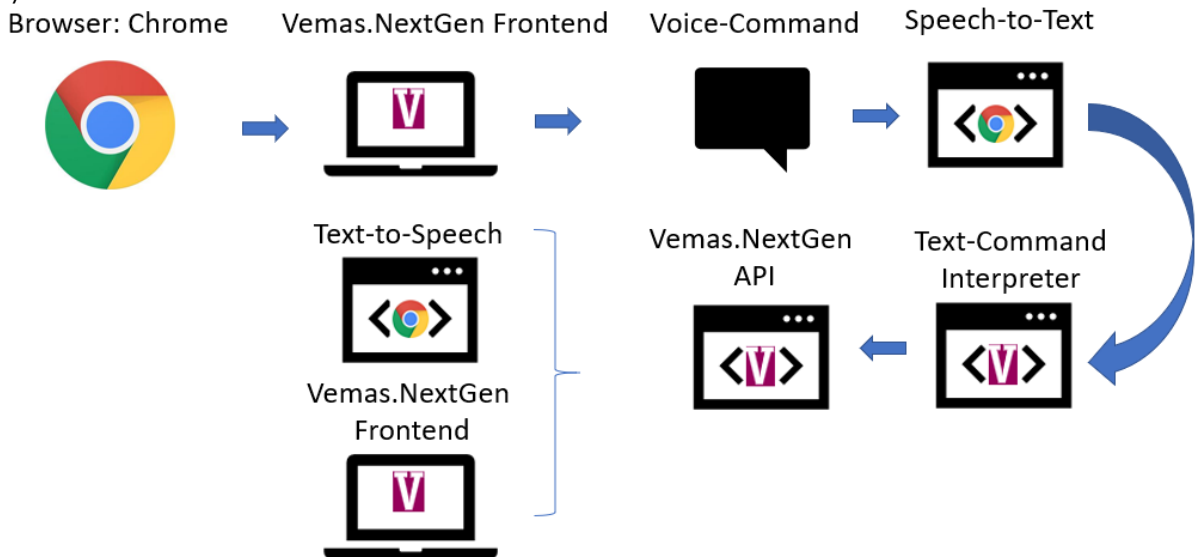 Browser: Chrome
Vemas.NextGen Frontend
Voice-Command
Speech-to-Text
Text-to-Speech
Vemas.NextGen
API
Text-Command
Interpreter
Vemas.NextGen
Frontend
V
V
V
V